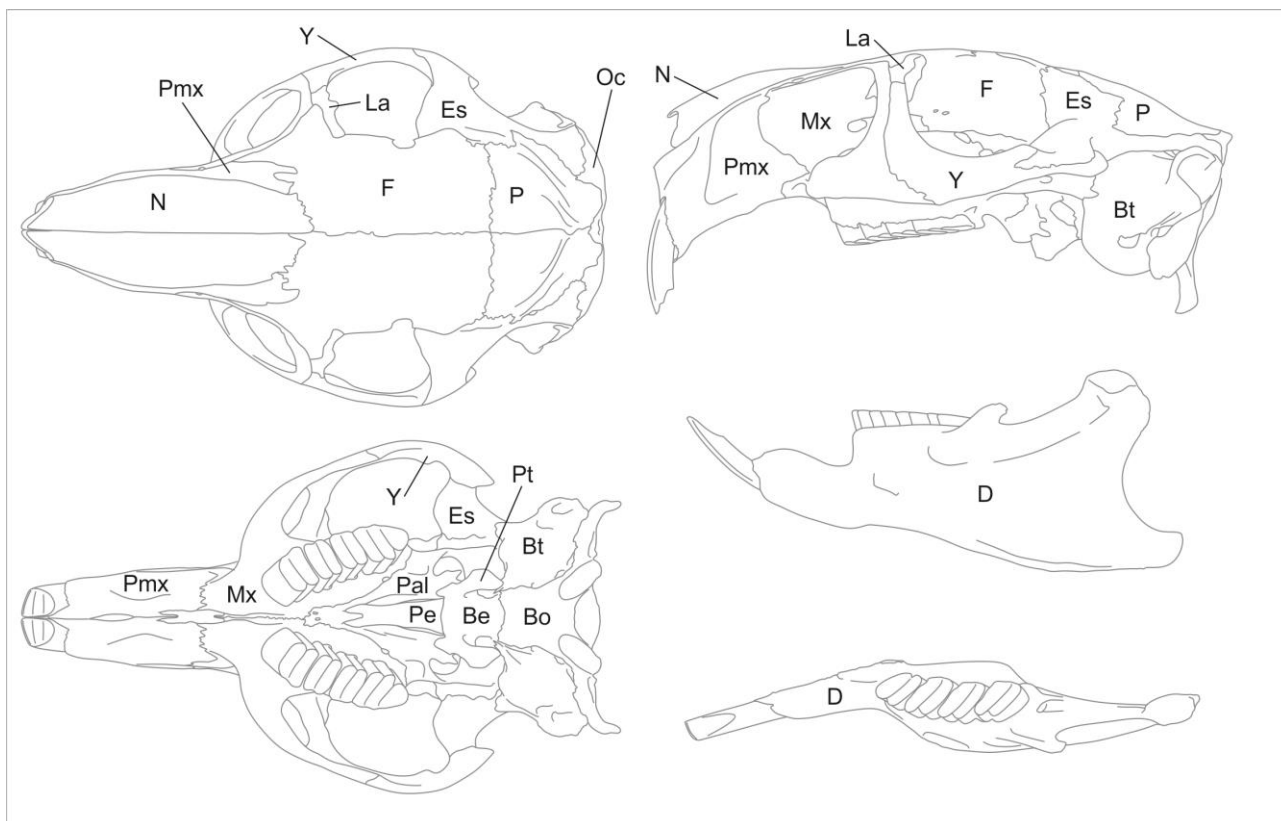 Y
Pmx
La
Es
Oc
N
F
P
La
N
F
Es
Mx
P
Pmx
Y
Bt
D
Y
Pt
Es
Bt
Pmx
Mx
Pal
Pe
Be
Bo
D